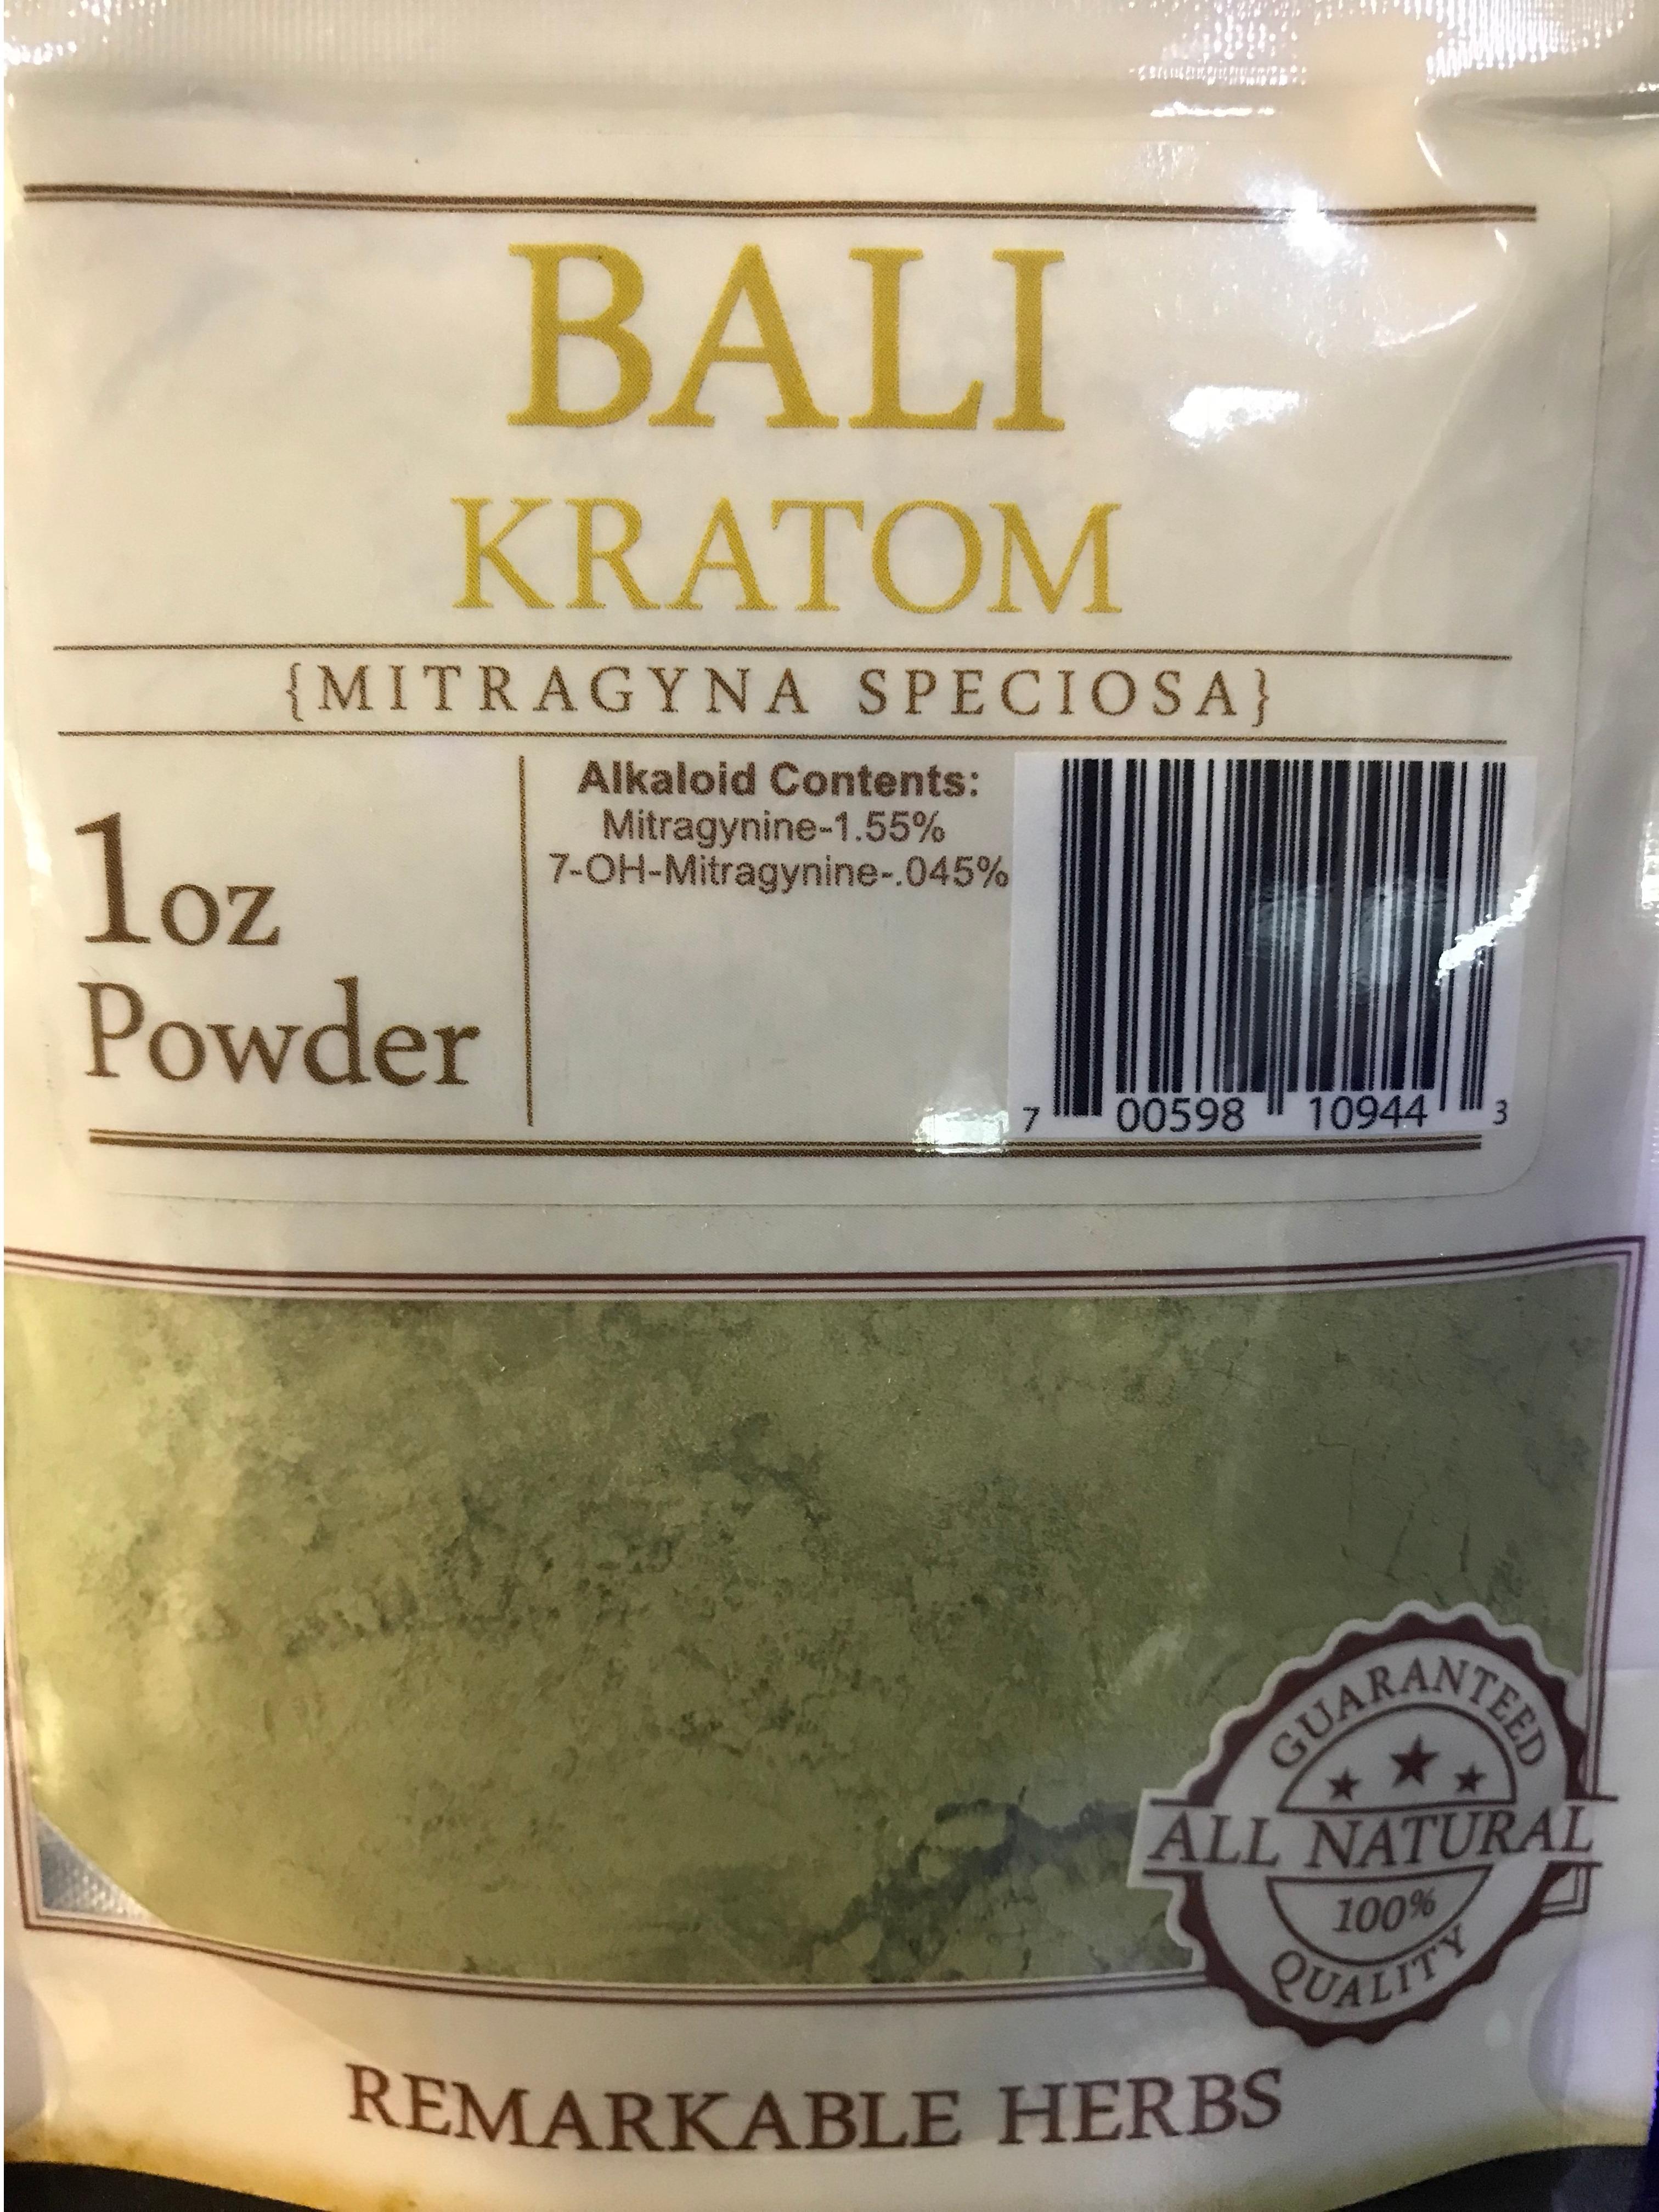 BALI
KRATOM
{MITRAGYNA SPECIOSA}
1oz
Powder
Alkaloid Contents:
Mitragynine-1.55%
7-OH-Mitragynine-.045%
7 00598 10944 3
GUARANTEED
ALL NATURAL
100%
QUALITY
REMARKABLE HERBS